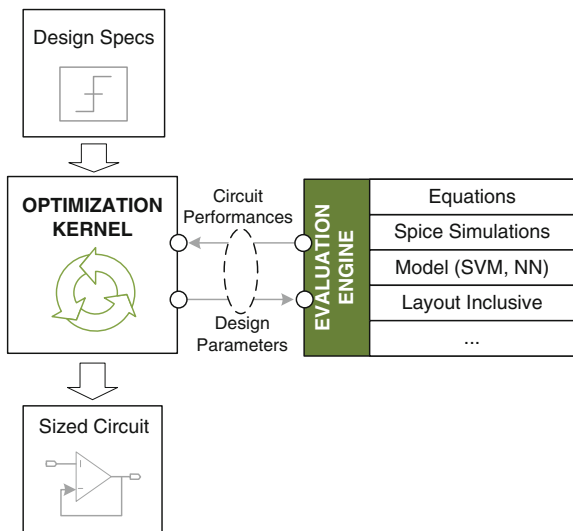 Design Specs
OPTIMIZATION
KERNEL
Circuit
Performances
Design
Parameters
EVALUATION
ENGINE
Equations
Spice Simulations
Model (SVM, NN)
Layout Inclusive
...
Sized Circuit